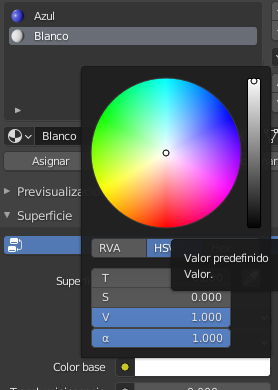 Azul
Blanco
Blanco
Asignar
Previsualizac
Superficie
RVA HSV
Valor predefinido
Valor.
T
Supe
S 0.000
V 1.000
α 1.000
Color base